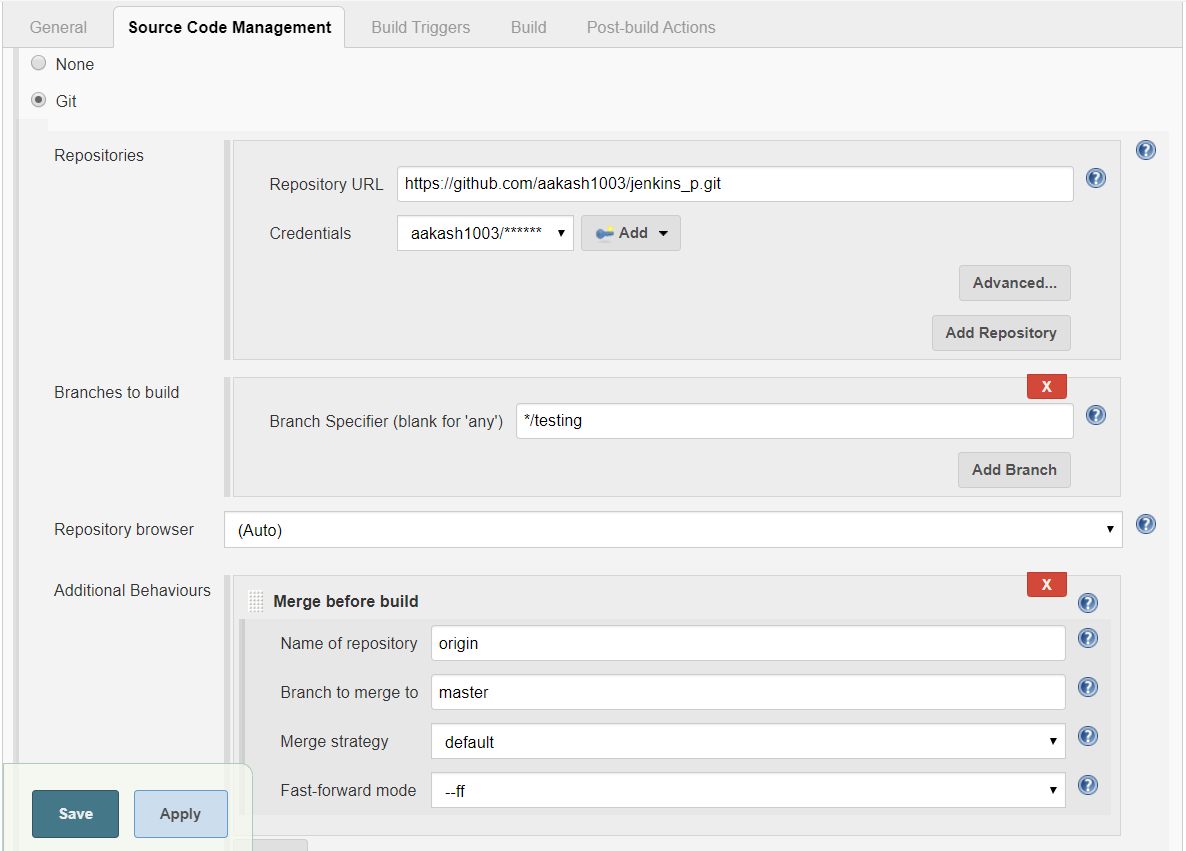 General Source Code Management Build Triggers Build Post-build Actions
None
Git
Repositories
Repository URL https://github.com/aakash1003/jenkins_p.git
Credentials aakash1003/****** Add
Advanced...
Add Repository
Branches to build
X
Branch Specifier (blank for 'any') */testing
Add Branch
Repository browser (Auto)
Additional Behaviours
X
Merge before build
Name of repository origin
Branch to merge to master
Merge strategy default
Fast-forward mode --ff
Save Apply